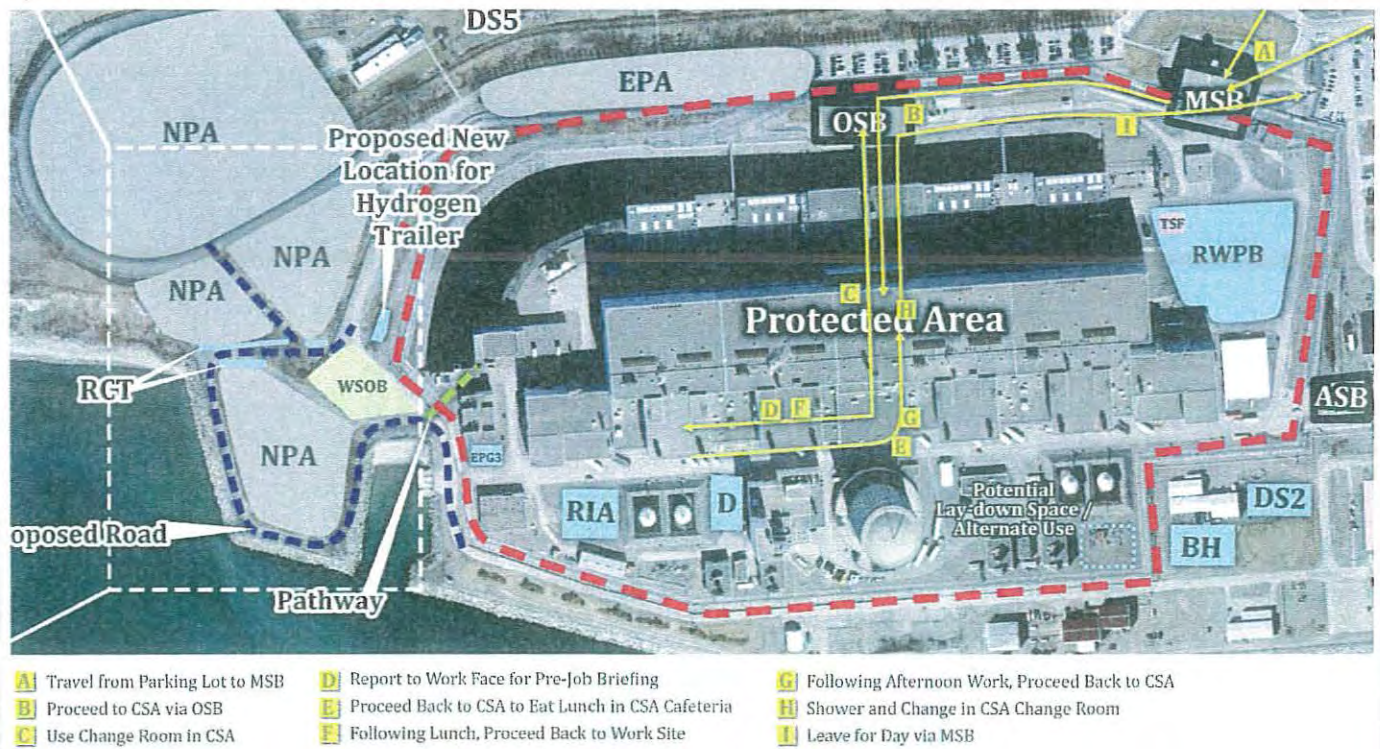 DS5
EPA
NPA
Proposed New
Location for
Hydrogen
Trailer
OSB
MSB
A
B
I
NPA
NPA
TSF
RWPB
C
H
Protected Area
RCT
WSOB
ASB
D F
G
E
NPA
EPG3
RIA
D
Potential
Lay-down Space /
Alternate Use
DS2
BH
oposed Road
Pathway
A Travel from Parking Lot to MSB
B Proceed to CSA via OSB
C Use Change Room in CSA
D Report to Work Face for Pre-Job Briefing
E Proceed Back to CSA to Eat Lunch in CSA Cafeteria
F Following Lunch, Proceed Back to Work Site
G Following Afternoon Work, Proceed Back to CSA
H Shower and Change in CSA Change Room
I Leave for Day via MSB